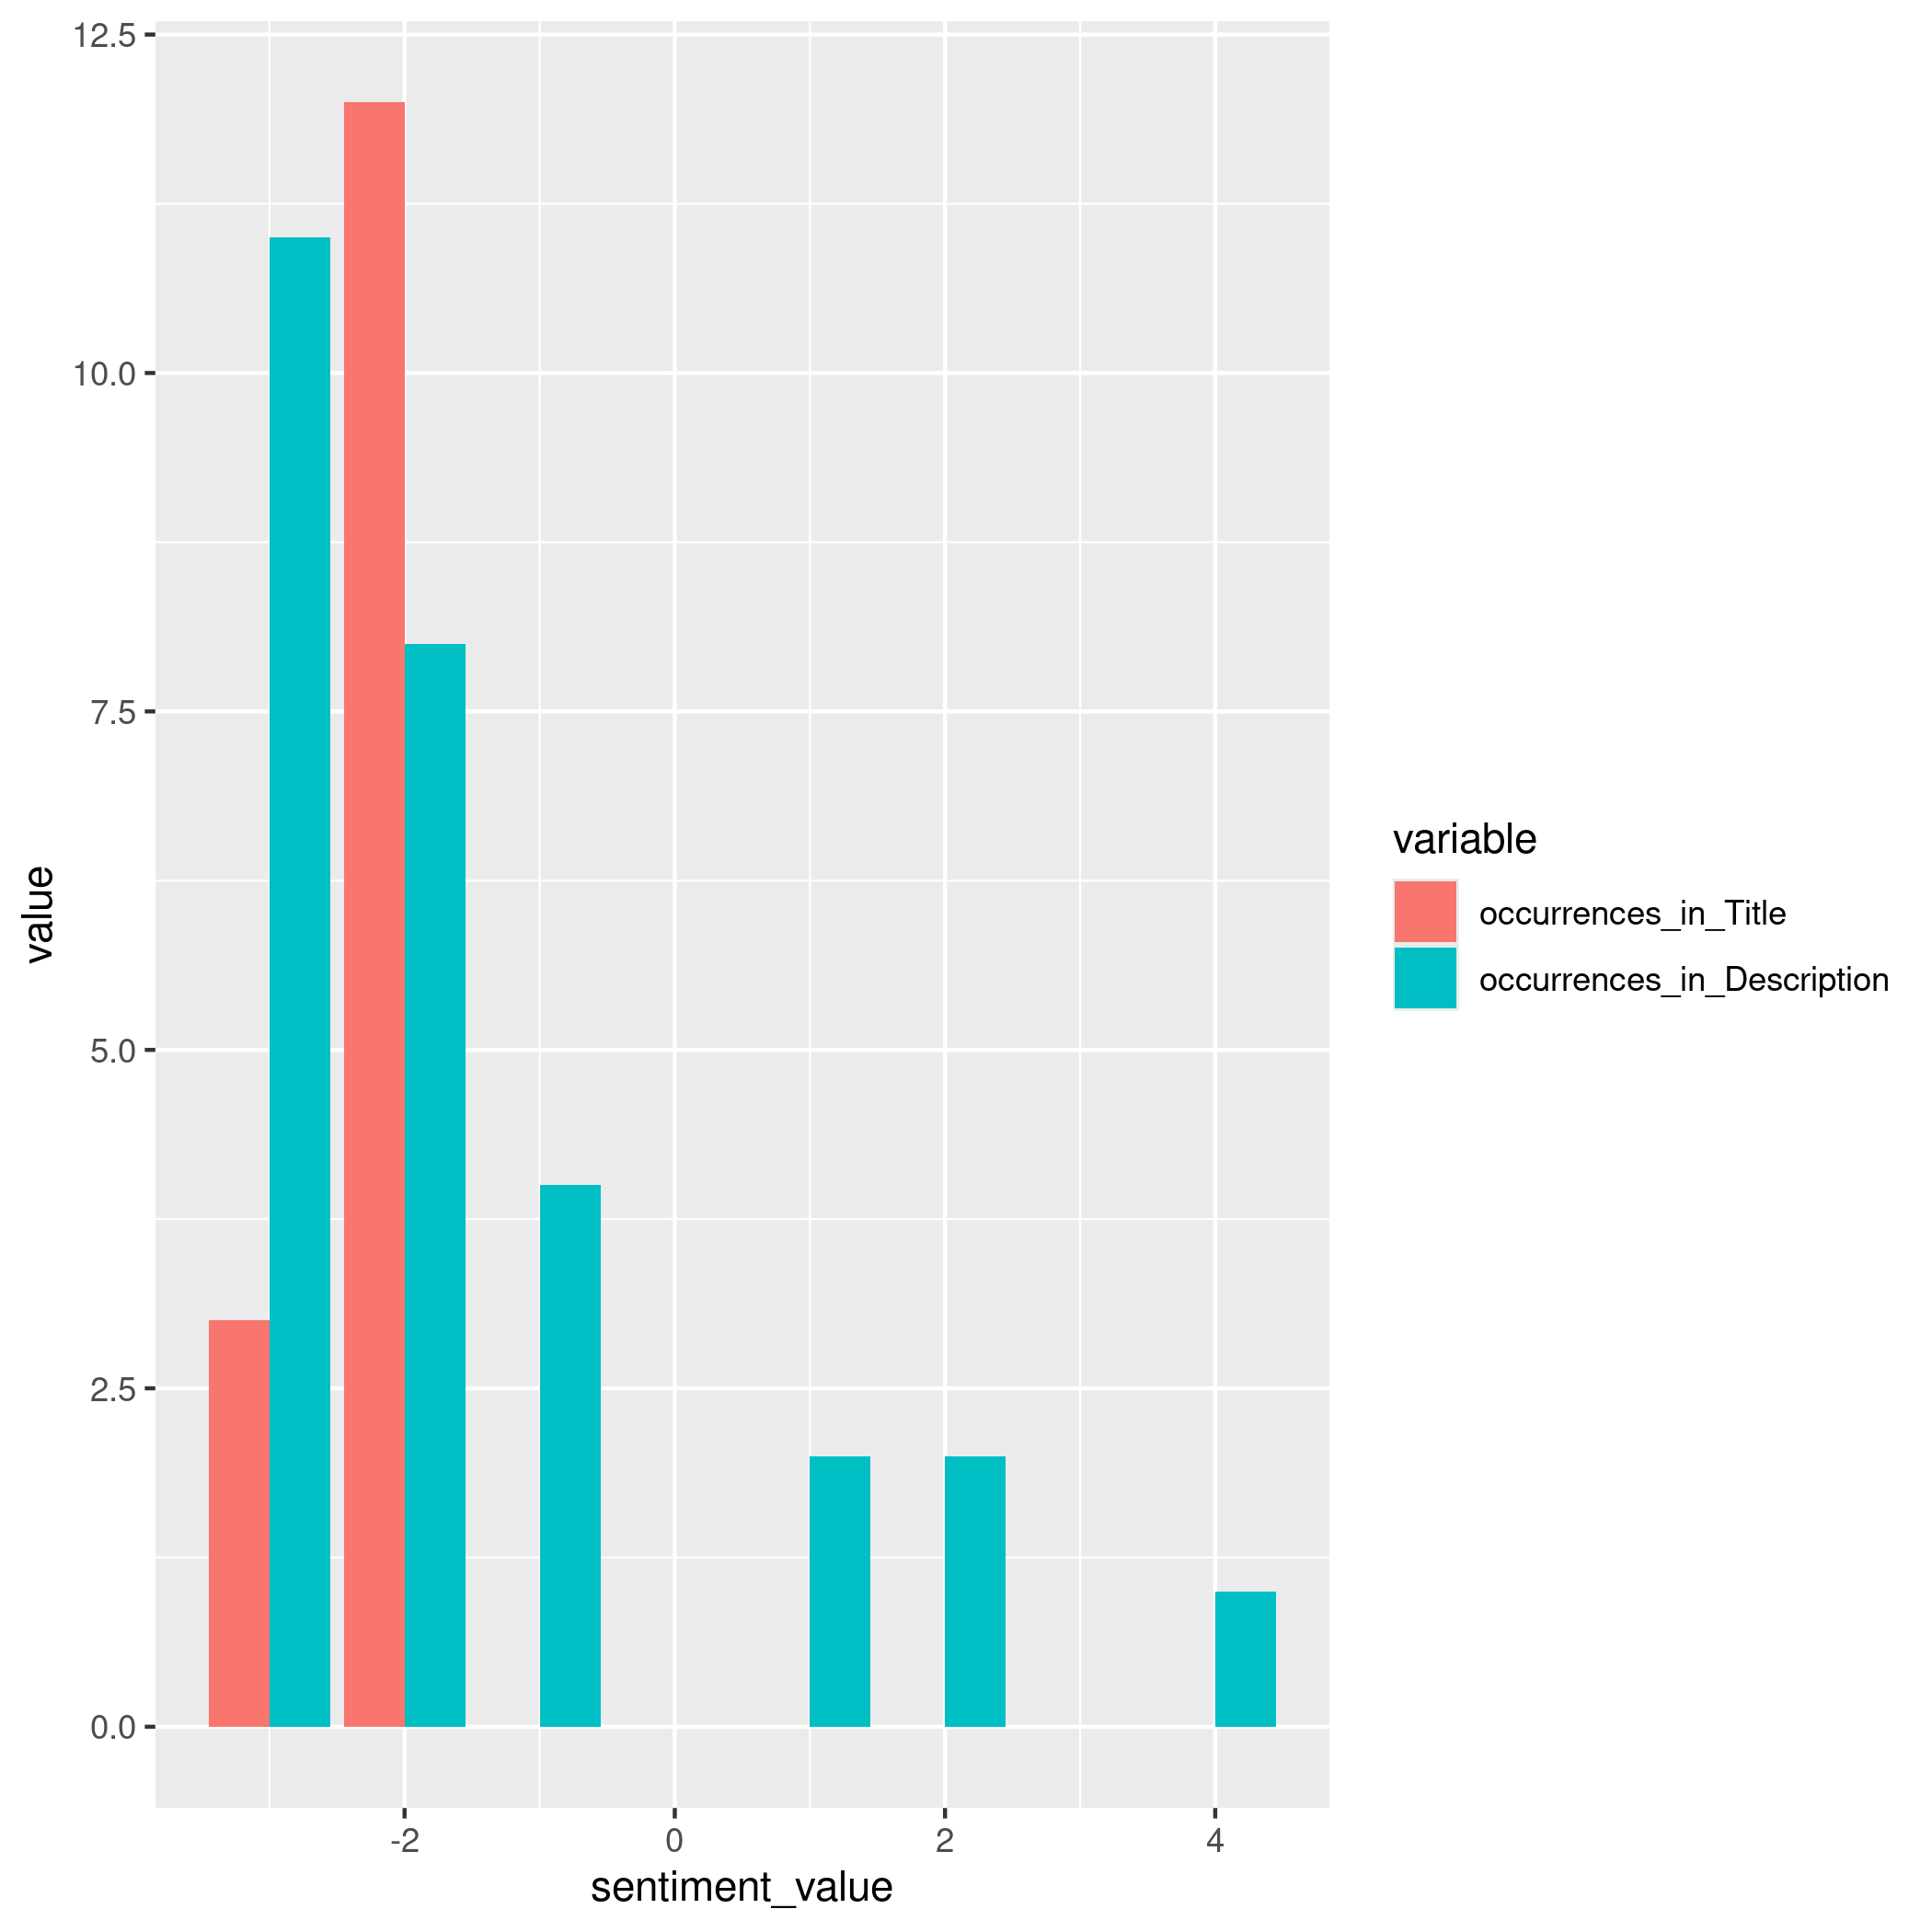 12.5
10.0
7.5
5.0
2.5
0.0
value
-2 0 2 4
sentiment_value
variable
occurrences_in_Title
occurrences_in_Description